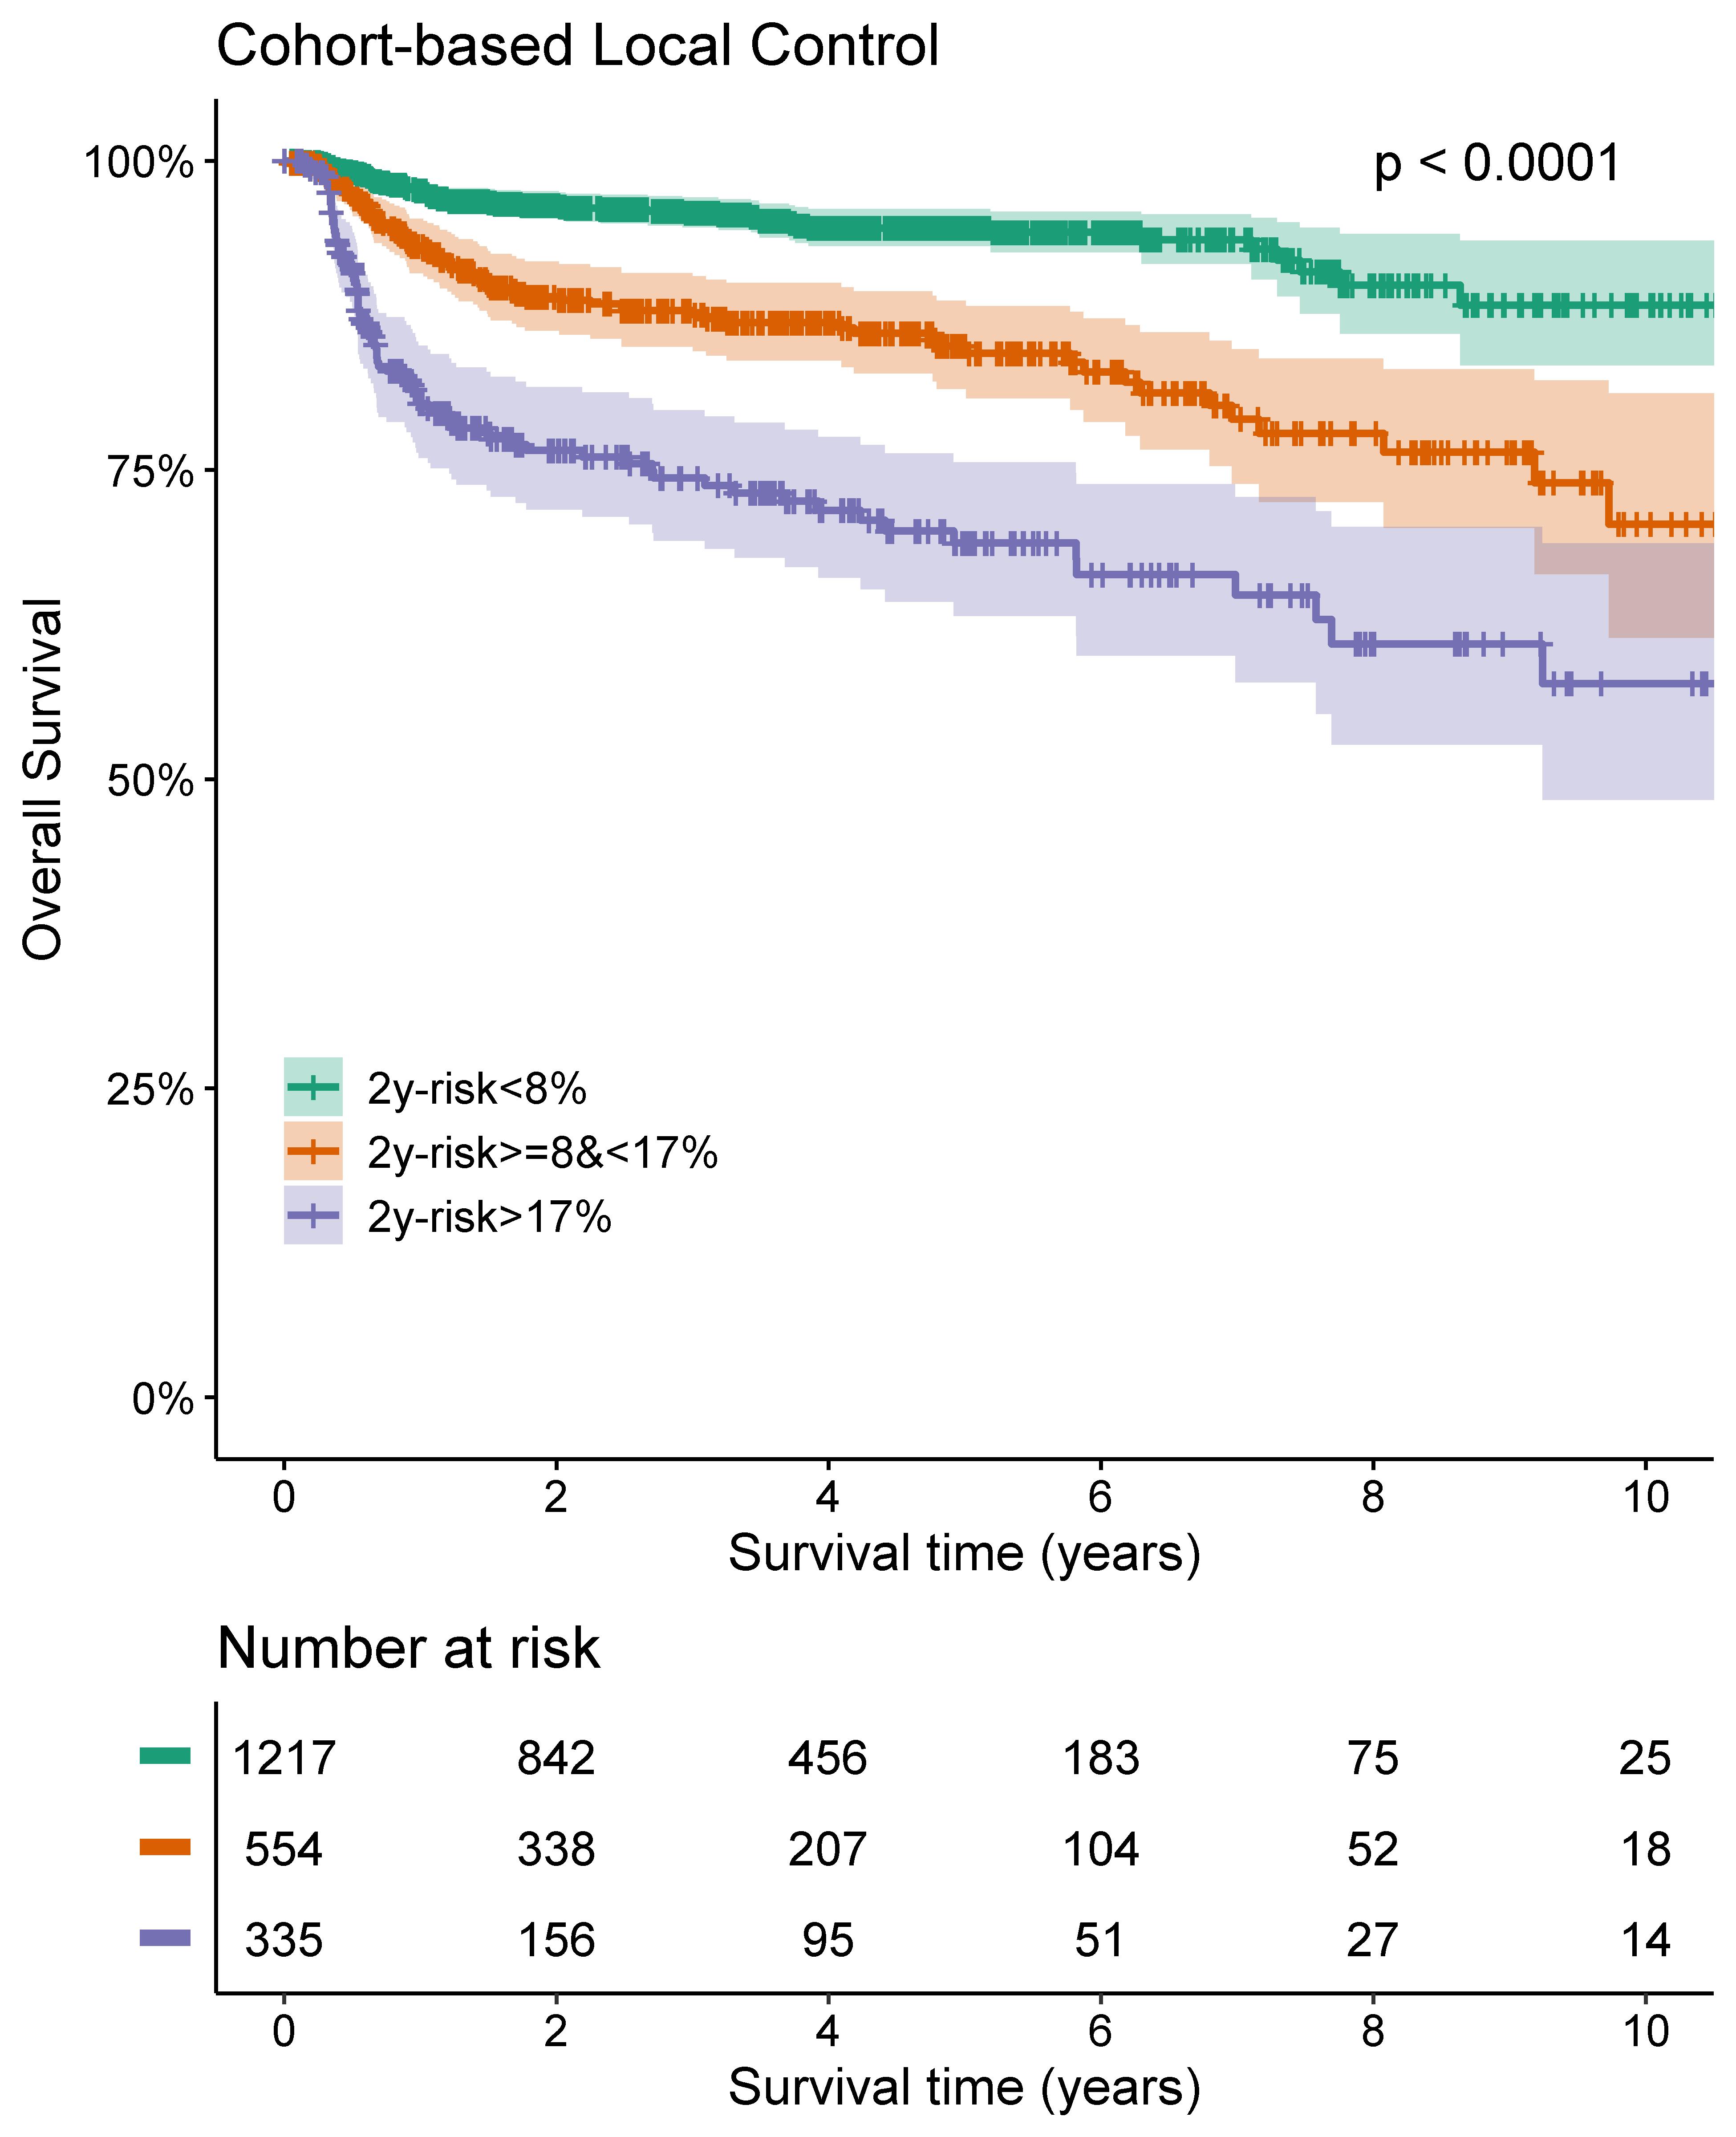 Cohort-based Local Control
p < 0.0001
100%
75%
50%
25%
0%
Overall Survival
2y-risk<8%
2y-risk>=8&<17%
2y-risk>17%
0 2 4 6 8 10
Survival time (years)
Number at risk
1217 842 456 183 75 25
554 338 207 104 52 18
335 156 95 51 27 14
0 2 4 6 8 10
Survival time (years)